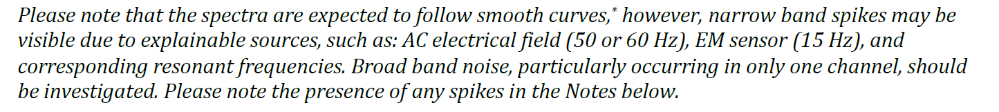 Please note that the spectra are expected to follow smooth curves,* however, narrow band spikes may be
visible due to explainable sources, such as: AC electrical field (50 or 60 Hz), EM sensor (15 Hz), and
corresponding resonant frequencies. Broad band noise, particularly occurring in only one channel, should
be investigated. Please note the presence of any spikes in the Notes below.